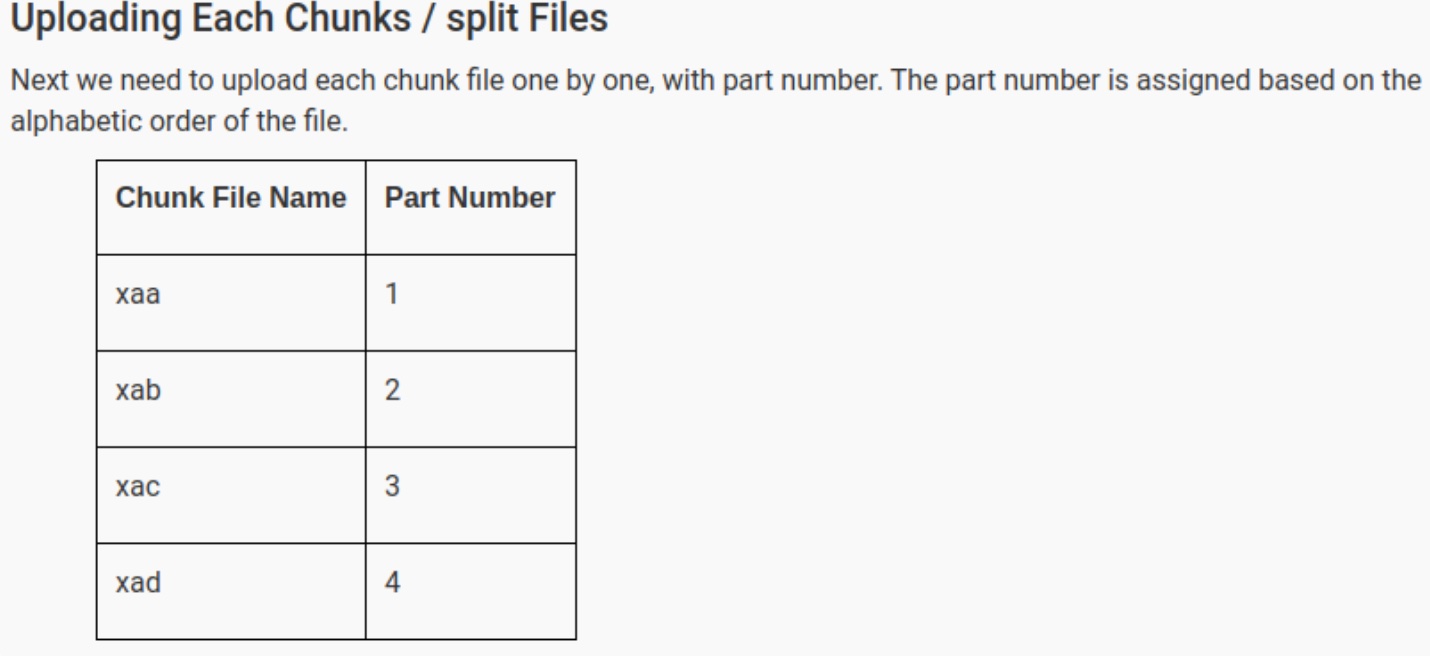 Uploading Each Chunks / split Files
Next we need to upload each chunk file one by one, with part number. The part number is assigned based on the
alphabetic order of the file.
Chunk File Name Part Number
xaa 1
xab 2
xac 3
xad 4